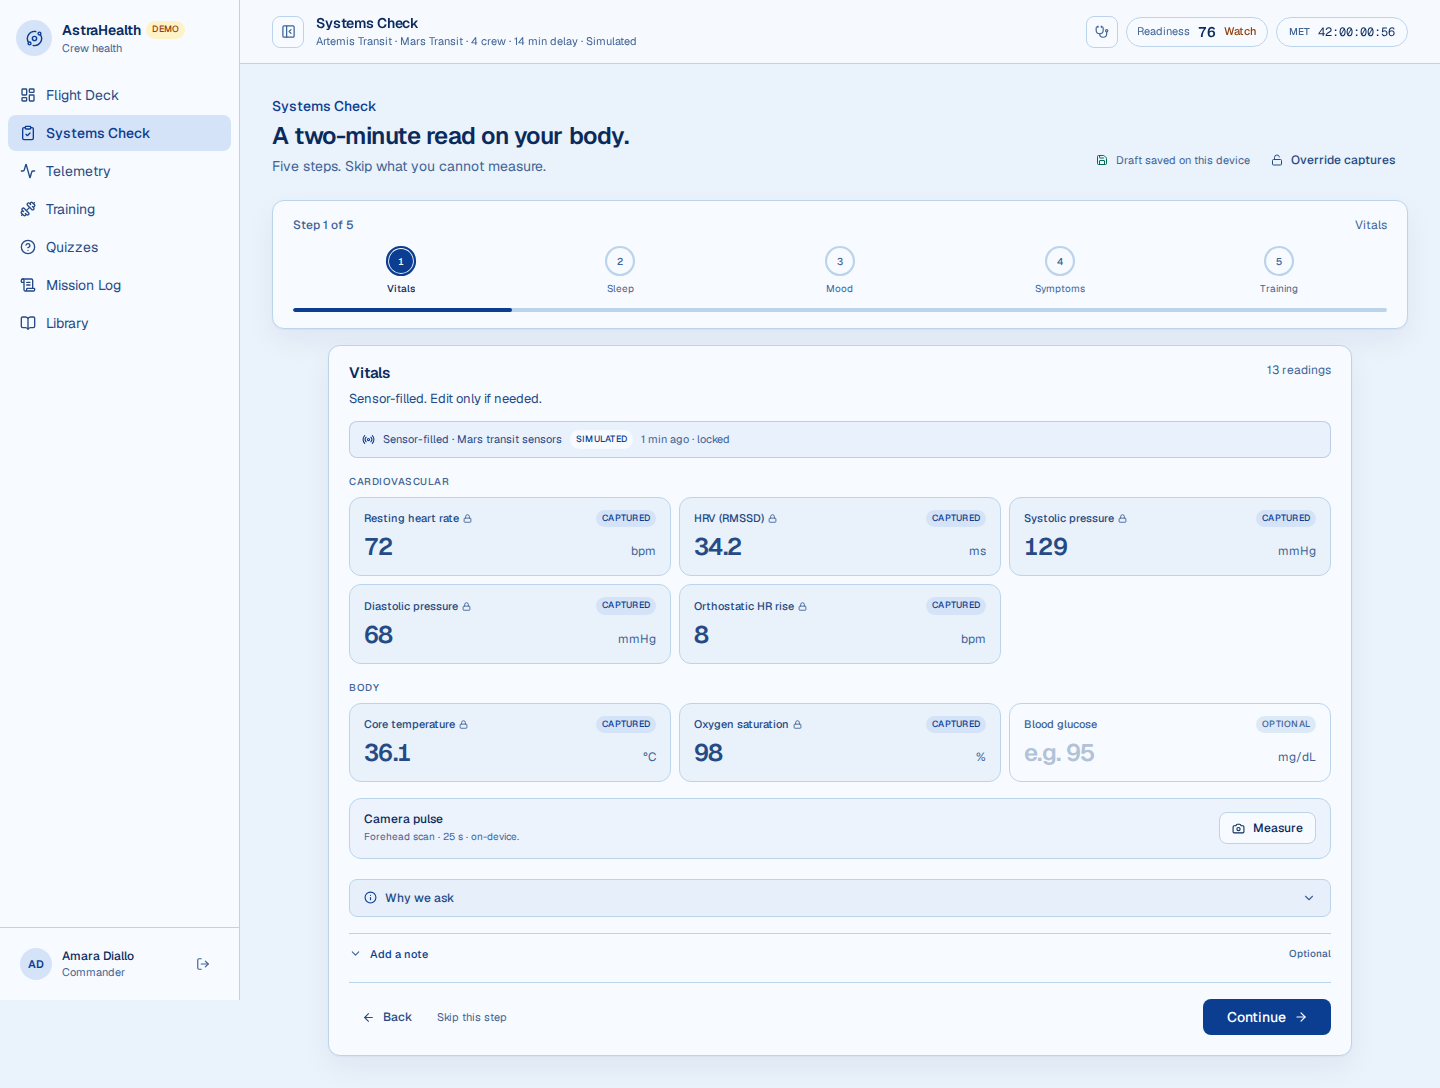 AstraHealth DEMO
Crew health
Flight Deck
Systems Check
Telemetry
Training
Quizzes
Mission Log
Library
AD
Amara Diallo
Commander
Systems Check
Artemis Transit · Mars Transit · 4 crew · 14 min delay · Simulated
Readiness 76 Watch
MET 42:00:00:56
Systems Check
A two-minute read on your body.
Five steps. Skip what you cannot measure.
Draft saved on this device
Override captures
Step 1 of 5
Vitals
1 2 3 4 5
Vitals Sleep Mood Symptoms Training
Vitals
13 readings
Sensor-filled. Edit only if needed.
Sensor-filled · Mars transit sensors SIMULATED 1 min ago · locked
CARDIOVASCULAR
Resting heart rate CAPTURED
72 bpm
HRV (RMSSD) CAPTURED
34.2 ms
Systolic pressure CAPTURED
129 mmHg
Diastolic pressure CAPTURED
68 mmHg
Orthostatic HR rise CAPTURED
8 bpm
BODY
Core temperature CAPTURED
36.1 °C
Oxygen saturation CAPTURED
98 %
Blood glucose OPTIONAL
e.g. 95 mg/dL
Camera pulse
Forehead scan · 25 s · on-device.
Measure
Why we ask
Add a note
Optional
Back
Skip this step
Continue